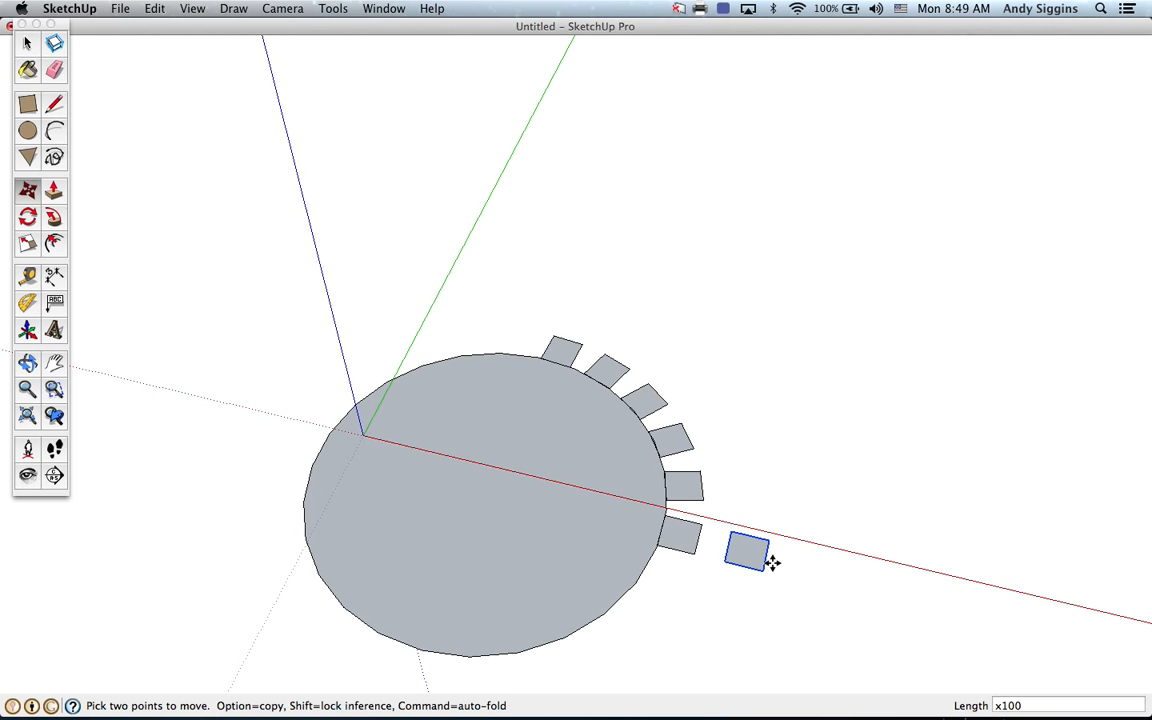 SketchUp File Edit View Draw Camera Tools Window Help 100% Mon 8:49 AM Andy Siggins
Untitled - SketchUp Pro
ABC
Pick two points to move. Option=copy, Shift=lock inference, Command=auto-fold Length x100